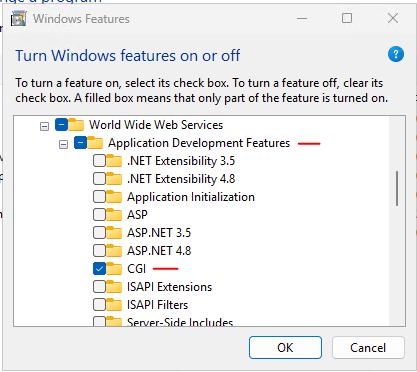 nge a program
Windows Features
Turn Windows features on or off
To turn a feature on, select its check box. To turn a feature off, clear its
check box. A filled box means that only part of the feature is turned on.
World Wide Web Services
Application Development Features
.NET Extensibility 3.5
.NET Extensibility 4.8
Application Initialization
ASP
ASP.NET 3.5
ASP.NET 4.8
CGI
ISAPI Extensions
ISAPI Filters
Server-Side Includes
OK
Cancel